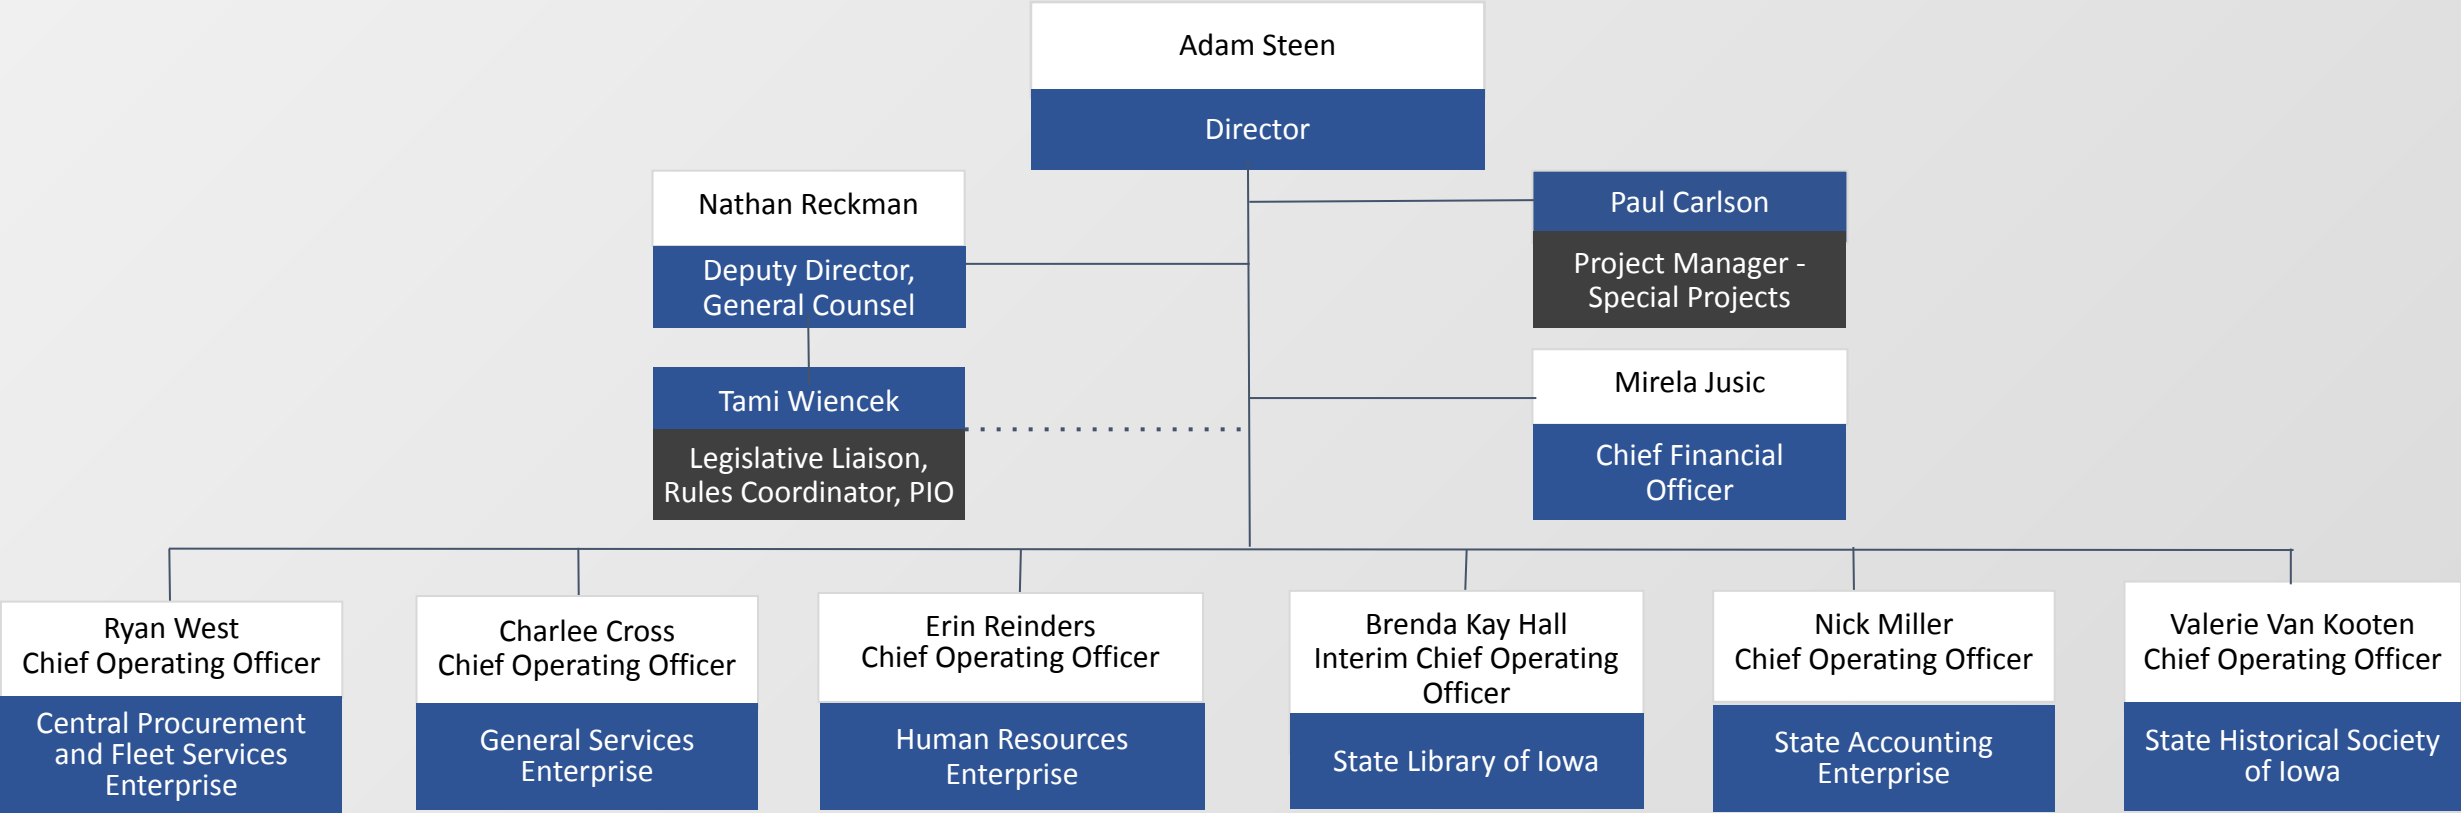 Adam Steen
Director
Nathan Reckman
Deputy Director,
General Counsel
Paul Carlson
Project Manager -
Special Projects
Tami Wiencek
Legislative Liaison,
Rules Coordinator, PIO
Mirela Jusic
Chief Financial
Officer
Ryan West
Chief Operating Officer
Central Procurement
and Fleet Services
Enterprise
Charlee Cross
Chief Operating Officer
General Services
Enterprise
Erin Reinders
Chief Operating Officer
Human Resources
Enterprise
Brenda Kay Hall
Interim Chief Operating
Officer
State Library of Iowa
Nick Miller
Chief Operating Officer
State Accounting
Enterprise
Valerie Van Kooten
Chief Operating Officer
State Historical Society
of Iowa